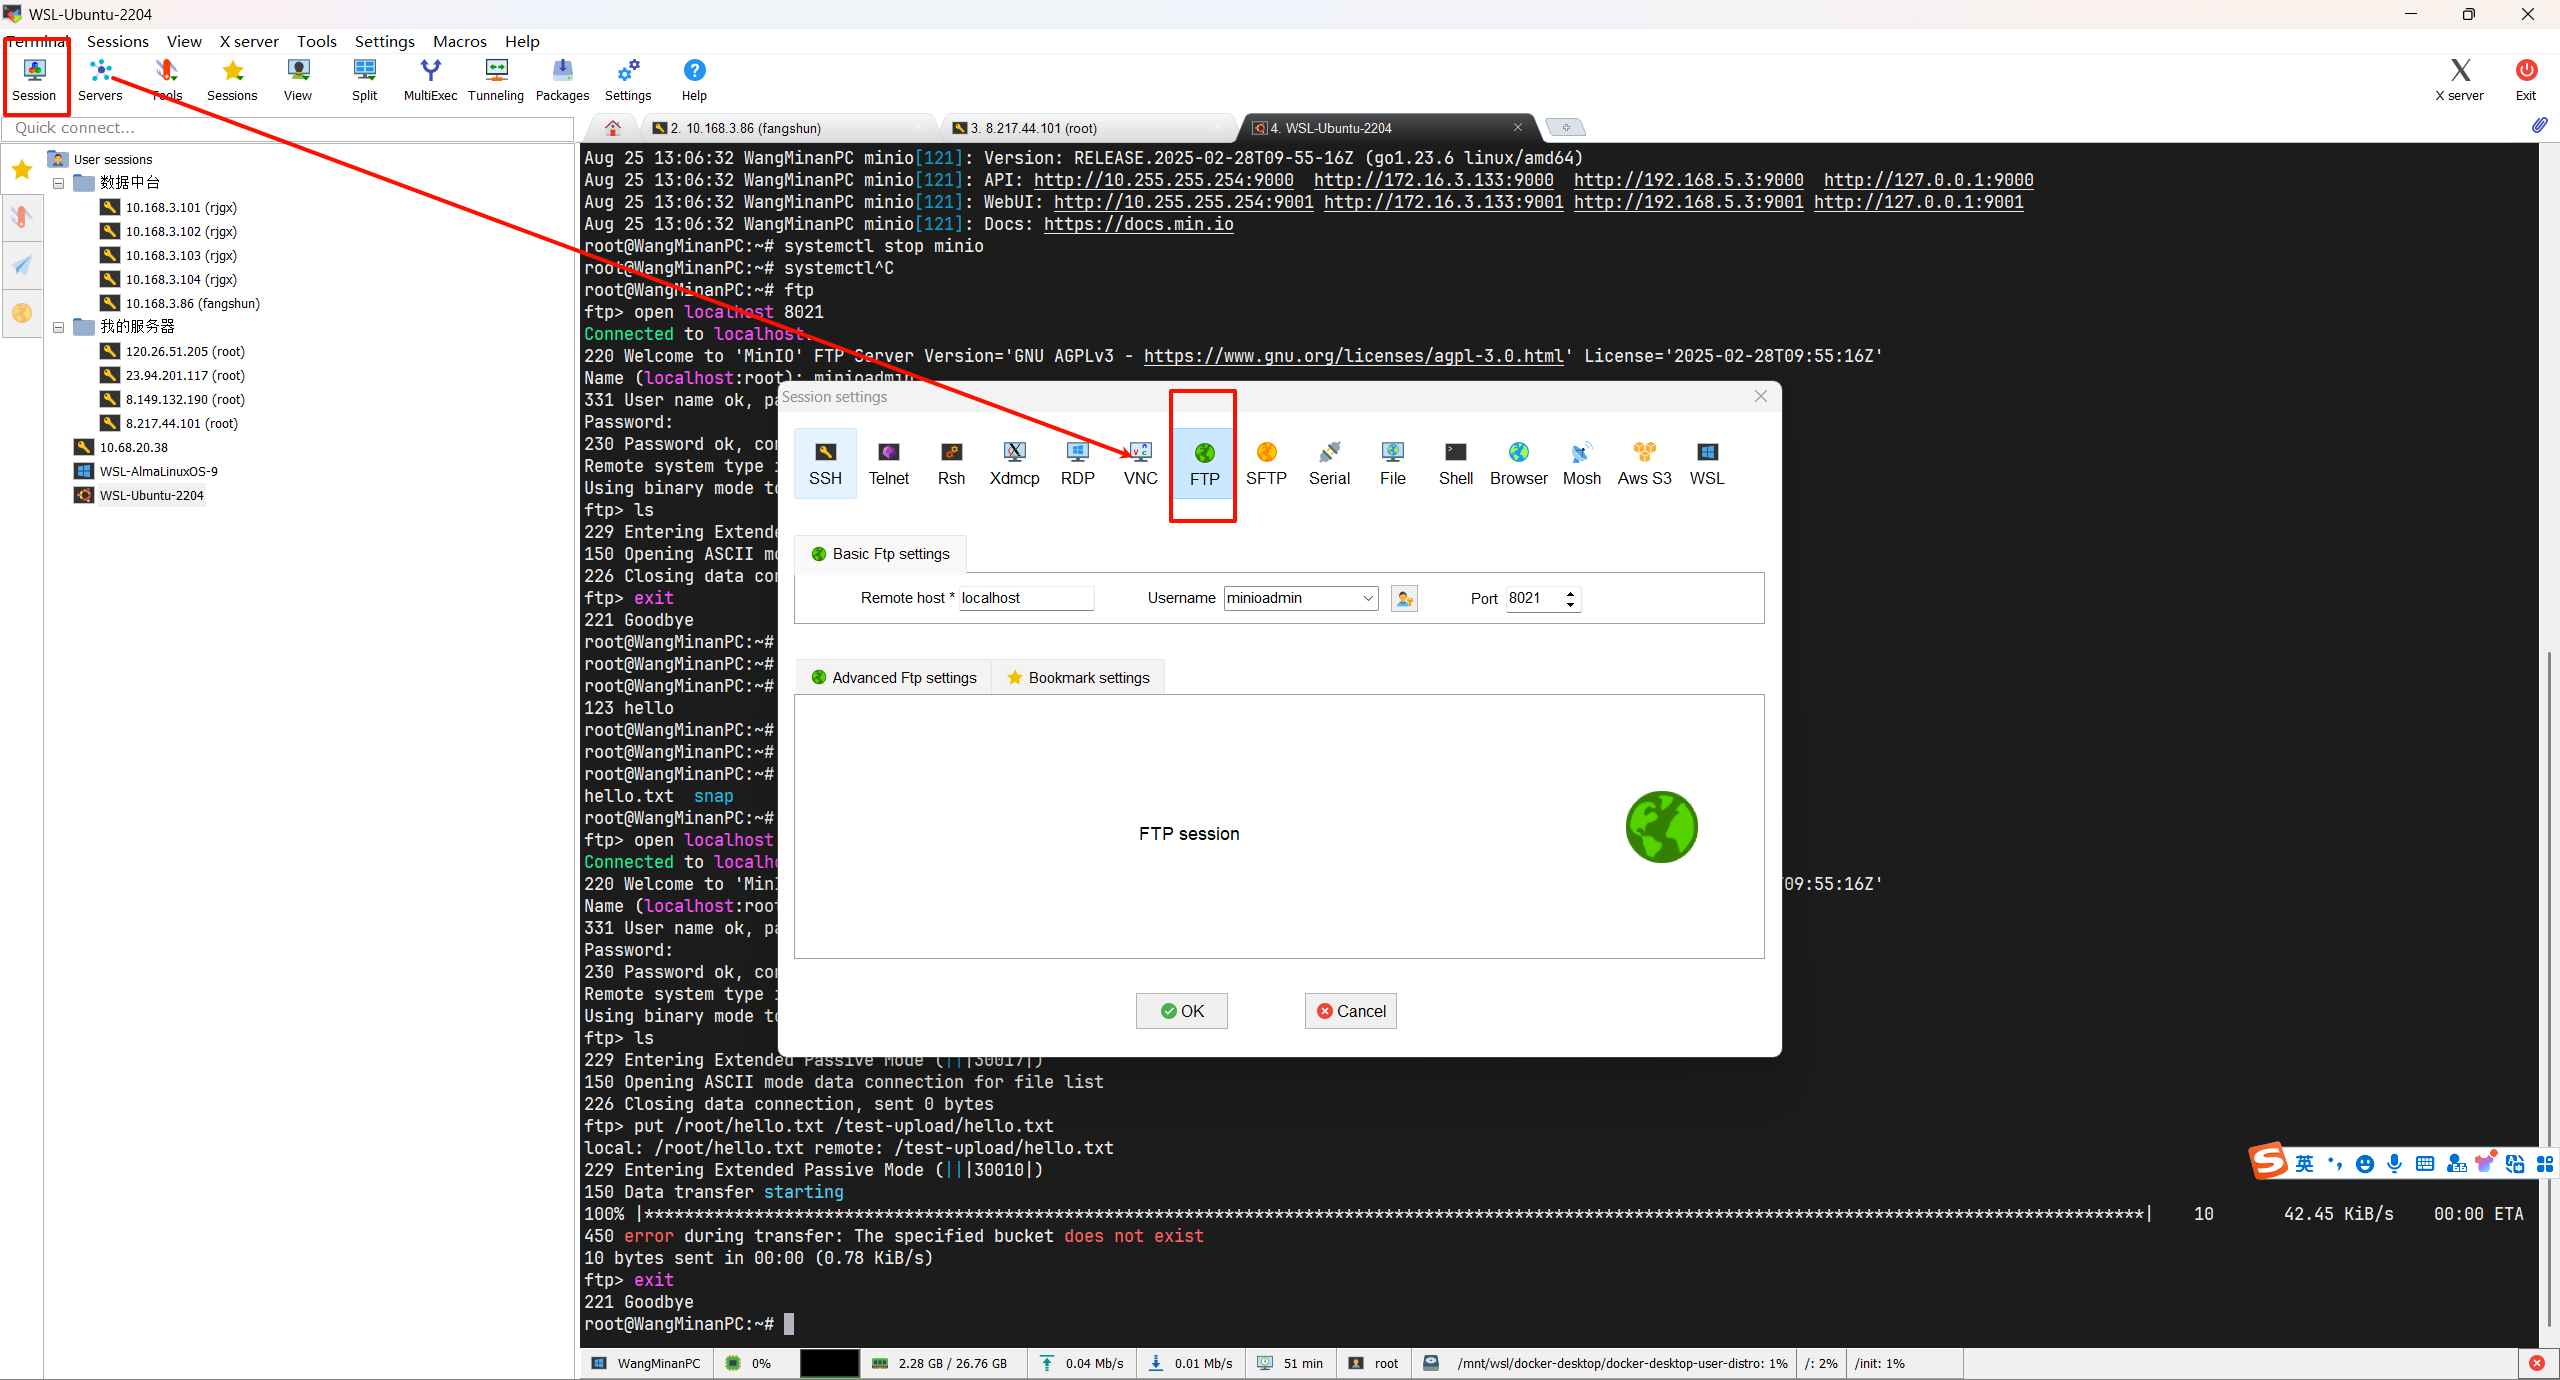 WSL-Ubuntu-2204
Terminal Sessions View X server Tools Settings Macros Help
Session Servers Tools Sessions View Split MultiExec Tunneling Packages Settings Help X server Exit
Quick connect...
2. 10.168.3.86 (fangshun) 3. 8.217.44.101 (root) 4. WSL-Ubuntu-2204
User sessions
数据中台
10.168.3.101 (rjgx)
10.168.3.102 (rjgx)
10.168.3.103 (rjgx)
10.168.3.104 (rjgx)
10.168.3.86 (fangshun)
我的服务器
120.26.51.205 (root)
23.94.201.117 (root)
8.149.132.190 (root)
8.217.44.101 (root)
10.68.20.38
WSL-AlmaLinuxOS-9
WSL-Ubuntu-2204
Aug 25 13:06:32 WangMinanPC minio[121]: Version: RELEASE.2025-02-28T09-55-16Z (go1.23.6 linux/amd64)
Aug 25 13:06:32 WangMinanPC minio[121]: API: http://10.255.255.254:9000 http://172.16.3.133:9000 http://192.168.5.3:9000 http://127.0.0.1:9000
Aug 25 13:06:32 WangMinanPC minio[121]: WebUI: http://10.255.255.254:9001 http://172.16.3.133:9001 http://192.168.5.3:9001 http://127.0.0.1:9001
Aug 25 13:06:32 WangMinanPC minio[121]: Docs: https://docs.min.io
root@WangMinanPC:~# systemctl stop minio
root@WangMinanPC:~# systemctl^C
root@WangMinanPC:~# ftp
ftp> open localhost 8021
Connected to localhost.
220 Welcome to 'MinIO' FTP Server Version='GNU AGPLv3 - https://www.gnu.org/licenses/agpl-3.0.html' License='2025-02-28T09:55:16Z'
Name (localhost:root): minioadmin
331 User name ok, pa
Password:
230 Password ok, con
Remote system type i
Using binary mode to
ftp> ls
229 Entering Extende
150 Opening ASCII mo
226 Closing data con
ftp> exit
221 Goodbye
root@WangMinanPC:~#
root@WangMinanPC:~#
root@WangMinanPC:~#
123 hello
root@WangMinanPC:~#
root@WangMinanPC:~#
root@WangMinanPC:~#
hello.txt snap
root@WangMinanPC:~#
ftp> open localhost
Connected to localho
220 Welcome to 'MinI T09:55:16Z'
Name (localhost:root
331 User name ok, pa
Password:
230 Password ok, con
Remote system type i
Using binary mode to
ftp> ls
229 Entering Extended Passive Mode (|||30017|)
150 Opening ASCII mode data connection for file list
226 Closing data connection, sent 0 bytes
ftp> put /root/hello.txt /test-upload/hello.txt
local: /root/hello.txt remote: /test-upload/hello.txt
229 Entering Extended Passive Mode (|||30010|)
150 Data transfer starting
100% |******************************************************************************************************************************************************| 10 42.45 KiB/s 00:00 ETA
450 error during transfer: The specified bucket does not exist
10 bytes sent in 00:00 (0.78 KiB/s)
ftp> exit
221 Goodbye
root@WangMinanPC:~#
Session settings
SSH Telnet Rsh Xdmcp RDP VNC FTP SFTP Serial File Shell Browser Mosh Aws S3 WSL
Basic Ftp settings
Remote host * localhost Username minioadmin Port 8021
Advanced Ftp settings Bookmark settings
FTP session
OK Cancel
英
WangMinanPC 0% 2.28 GB / 26.76 GB 0.04 Mb/s 0.01 Mb/s 51 min root /mnt/wsl/docker-desktop/docker-desktop-user-distro: 1% /: 2% /init: 1%